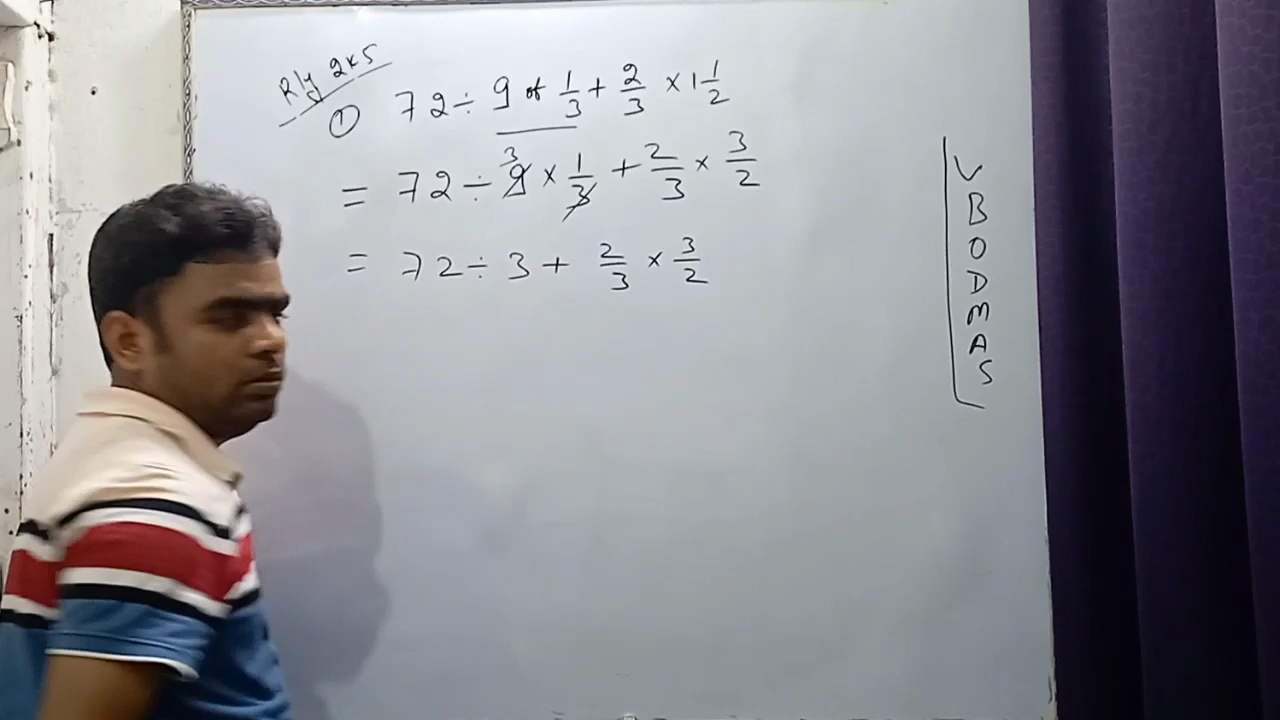 Rly 2k5
① 72 ÷ 9 of 1/3 + 2/3 × 1 1/2
= 72 ÷ 9 × 1/3 + 2/3 × 3/2
3
= 72 ÷ 3 + 2/3 × 3/2
V
B
O
D
M
A
S